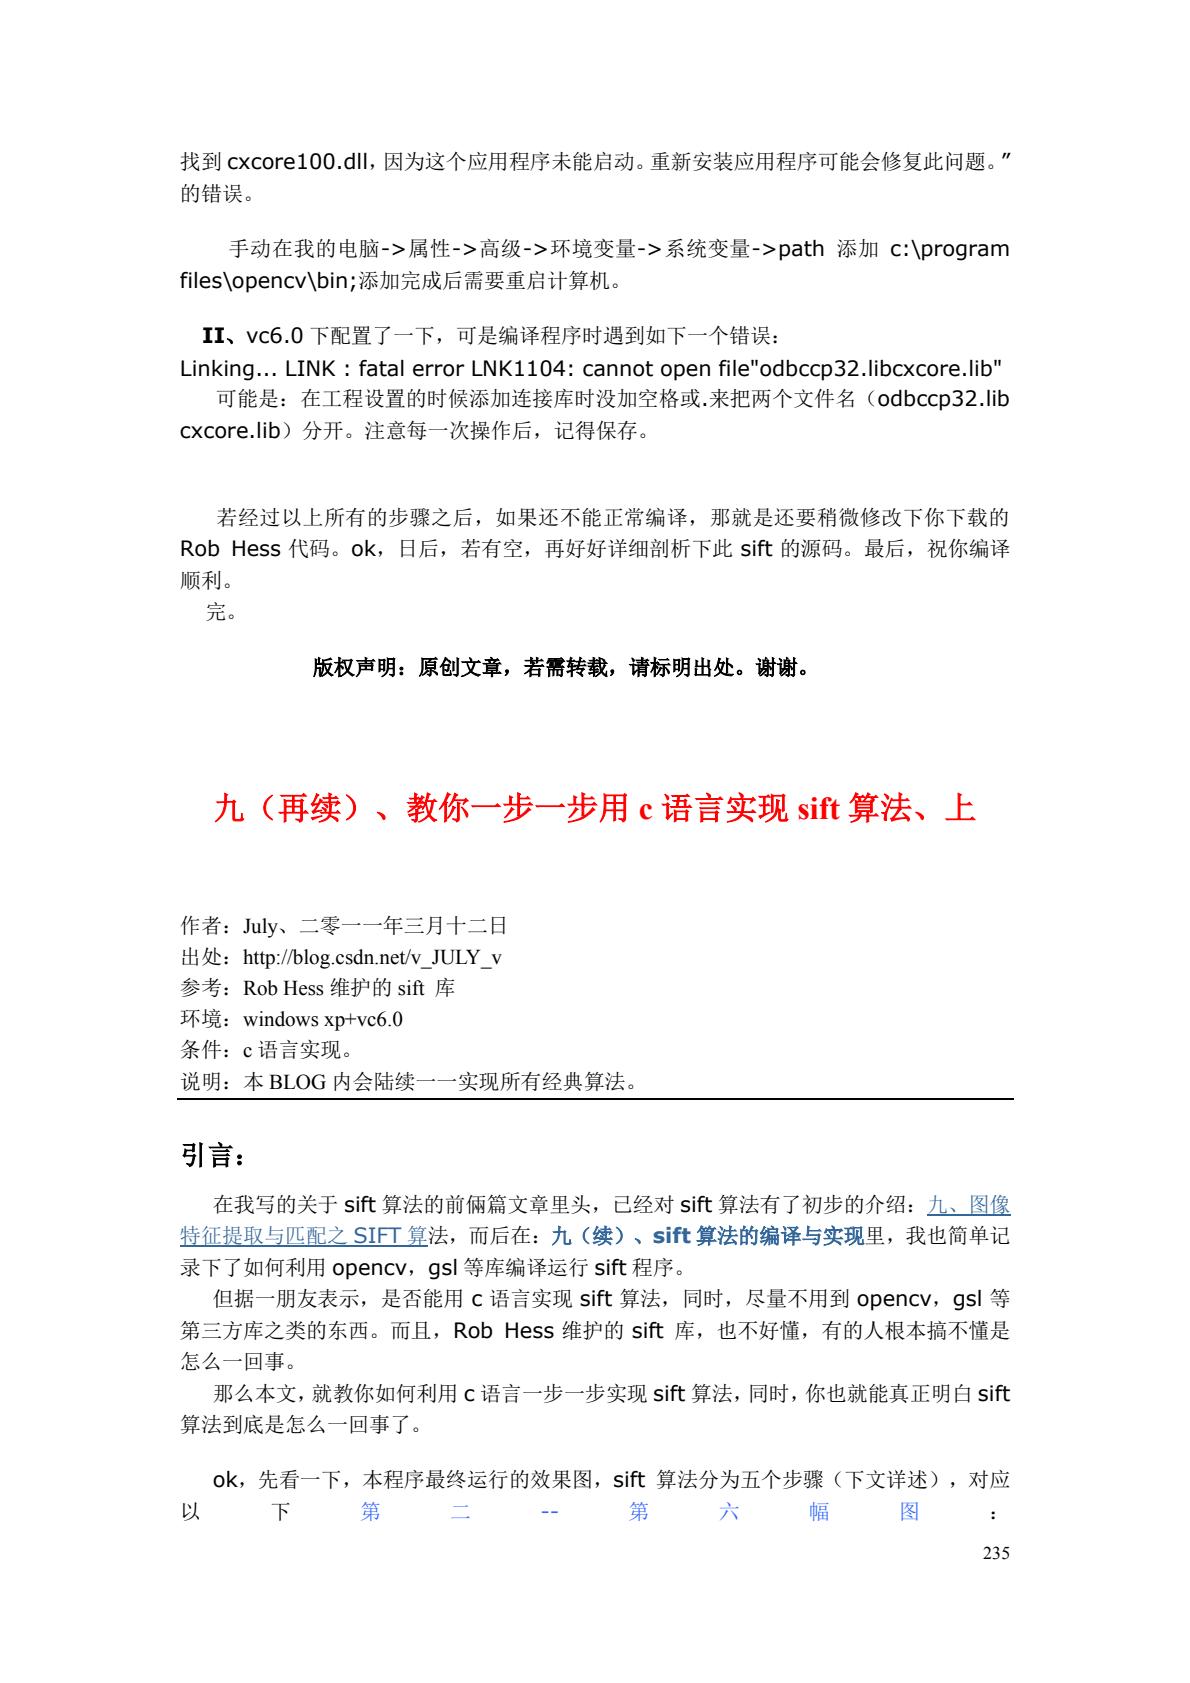 找到 cxcore100.dll，因为这个应用程序未能启动。重新安装应用程序可能会修复此问题。”
的错误。
手动在我的电脑->属性->高级->环境变量->系统变量->path 添加 c:\program
files\opencv\bin;添加完成后需要重启计算机。
II、vc6.0 下配置了一下，可是编译程序时遇到如下一个错误：
Linking... LINK : fatal error LNK1104: cannot open file"odbccp32.libcxcore.lib"
可能是：在工程设置的时候添加连接库时没加空格或.来把两个文件名（odbccp32.lib
cxcore.lib）分开。注意每一次操作后，记得保存。
若经过以上所有的步骤之后，如果还不能正常编译，那就是还要稍微修改下你下载的
Rob Hess 代码。ok，日后，若有空，再好好详细剖析下此 sift 的源码。最后，祝你编译
顺利。
完。
版权声明：原创文章，若需转载，请标明出处。谢谢。
九（再续）、教你一步一步用 c 语言实现 sift 算法、上
作者：July、二零一一年三月十二日
出处：http://blog.csdn.net/v_JULY_v
参考：Rob Hess 维护的 sift 库
环境：windows xp+vc6.0
条件：c 语言实现。
说明：本 BLOG 内会陆续一一实现所有经典算法。
引言：
在我写的关于 sift 算法的前俩篇文章里头，已经对 sift 算法有了初步的介绍：九、图像
特征提取与匹配之 SIFT 算法，而后在：九（续）、sift 算法的编译与实现里，我也简单记
录下了如何利用 opencv，gsl 等库编译运行 sift 程序。
但据一朋友表示，是否能用 c 语言实现 sift 算法，同时，尽量不用到 opencv，gsl 等
第三方库之类的东西。而且，Rob Hess 维护的 sift 库，也不好懂，有的人根本搞不懂是
怎么一回事。
那么本文，就教你如何利用 c 语言一步一步实现 sift 算法，同时，你也就能真正明白 sift
算法到底是怎么一回事了。
ok，先看一下，本程序最终运行的效果图，sift 算法分为五个步骤（下文详述），对应
以 下 第 二 -- 第 六 幅 图 ：
235